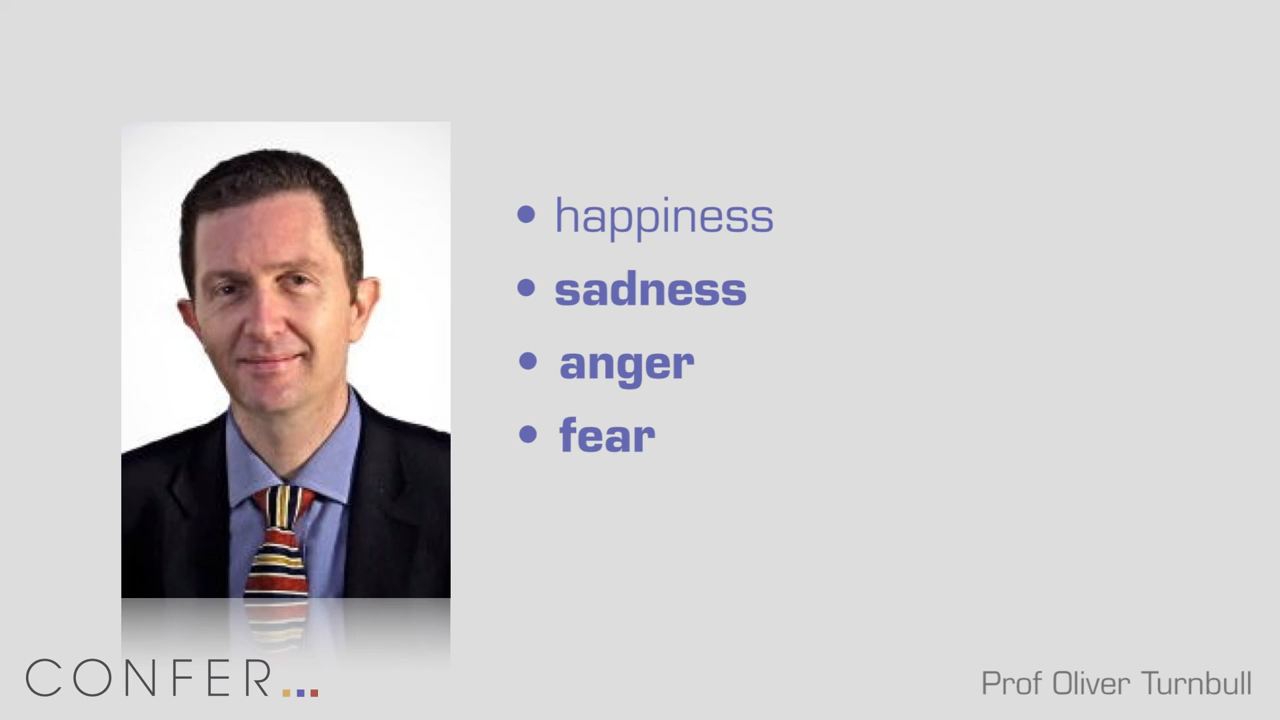 • happiness
• sadness
• anger
• fear
CONFER...
Prof Oliver Turnbull